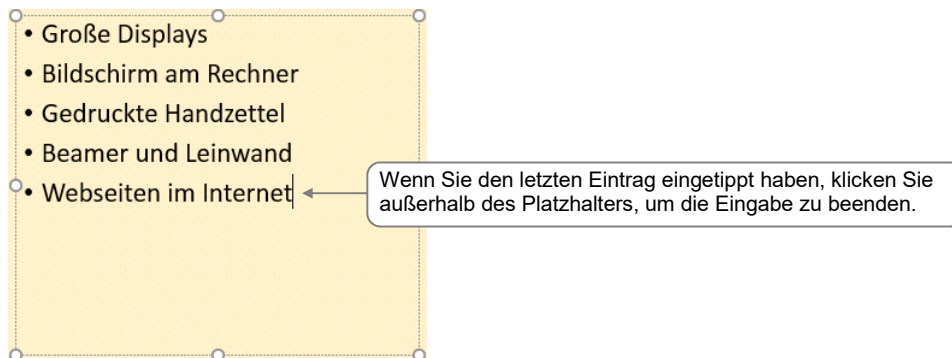 • Große Displays
• Bildschirm am Rechner
• Gedruckte Handzettel
• Beamer und Leinwand
• Webseiten im Internet
Wenn Sie den letzten Eintrag eingetippt haben, klicken Sie
außerhalb des Platzhalters, um die Eingabe zu beenden.